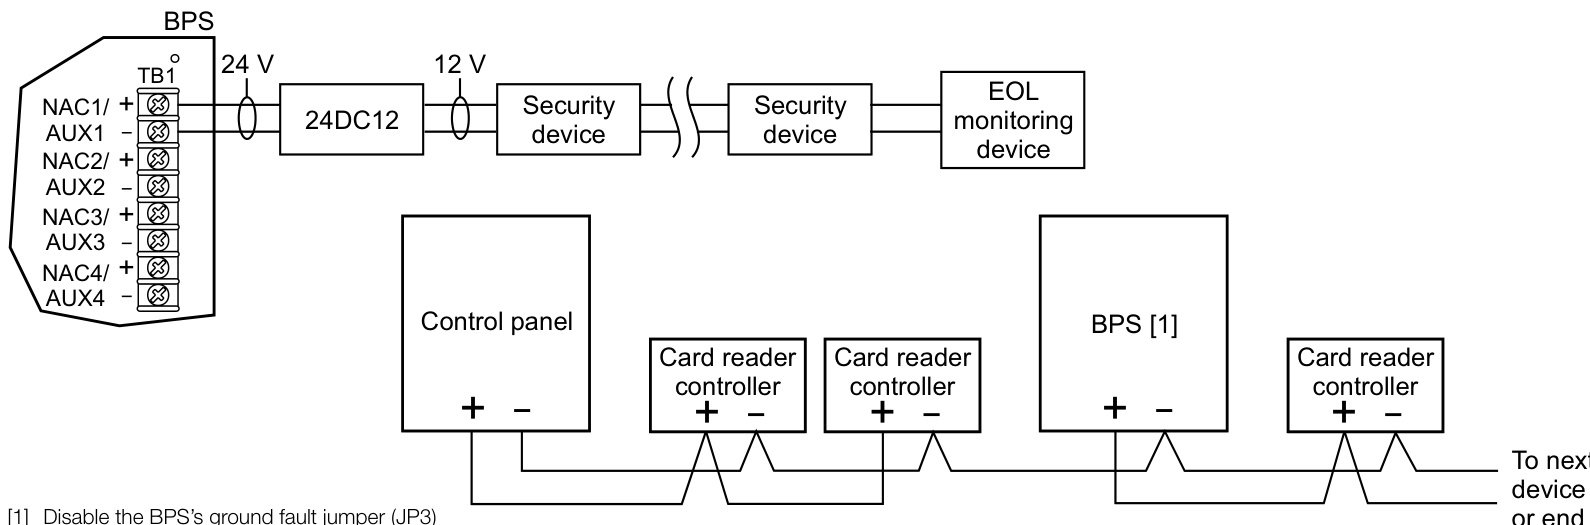 BPS
TB1
24 V
12 V
NAC1/ +
AUX1 –
NAC2/ +
AUX2 –
NAC3/ +
AUX3 –
NAC4/ +
AUX4 –
24DC12
Security
device
Security
device
EOL
monitoring
device
Control panel
+ –
Card reader
controller
+ –
Card reader
controller
+ –
BPS [1]
+ –
Card reader
controller
+ –
To next
device
or end
[1] Disable the BPS's ground fault jumper (JP3)